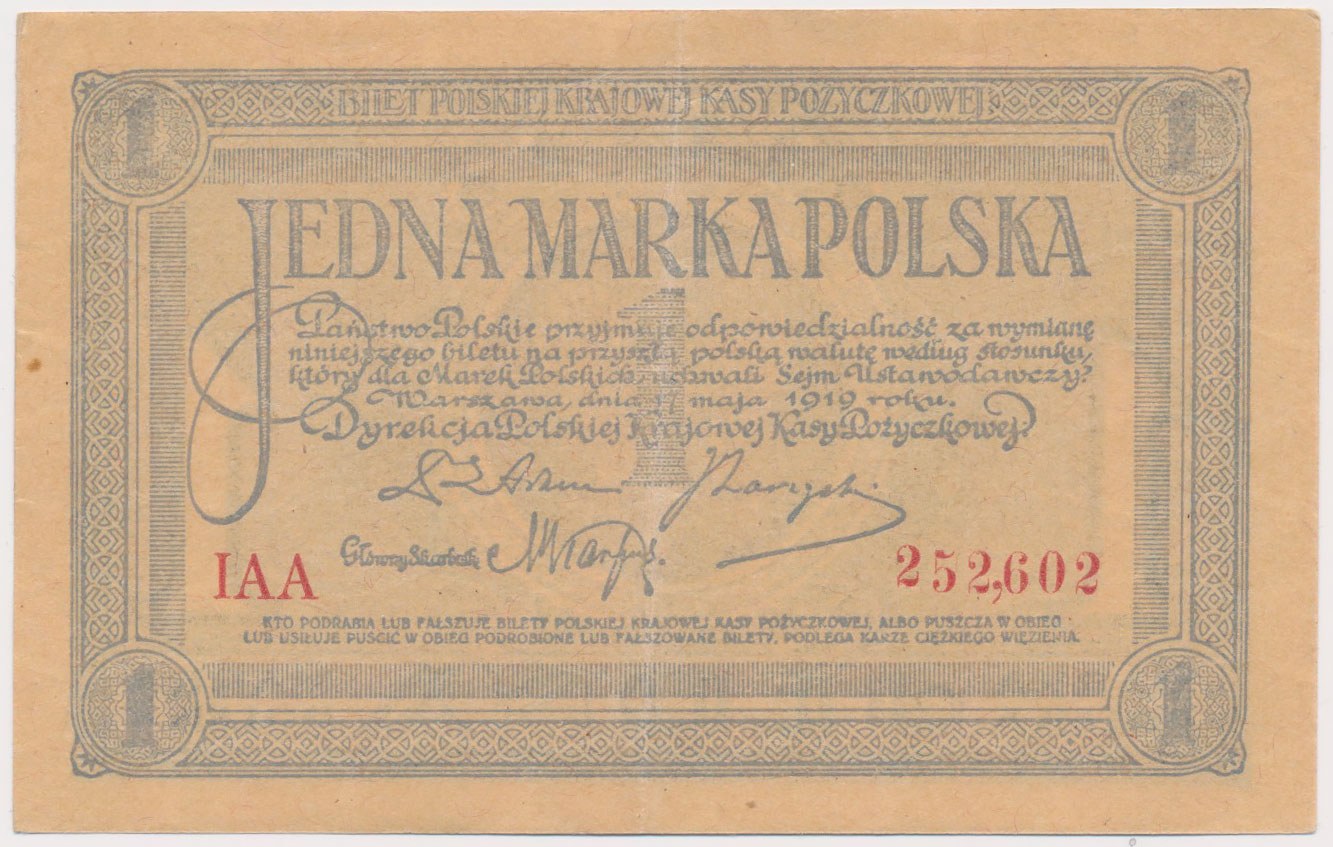 1 BILET POLSKIEJ KRAJOWEJ KASY POŻYCZKOWEJ 1
JEDNA MARKA POLSKA
1
Państwo Polskie przyjmuje odpowiedzialność za wymianę
niniejszego biletu na przyszłą polską walutę według stosunku,
który dla Marek Polskich uchwali Sejm Ustawodawczy.
Warszawa, dnia 17 maja 1919 roku.
Dyrekcja Polskiej Krajowej Kasy Pożyczkowej.
Główny Skarbnik
IAA 252,602
KTO PODRABIA LUB FAŁSZUJE BILETY POLSKIEJ KRAJOWEJ KASY POŻYCZKOWEJ, ALBO PUSZCZA W OBIEG
LUB USIŁUJE PUŚCIĆ W OBIEG PODROBIONE LUB FAŁSZOWANE BILETY, PODLEGA KARZE CIĘŻKIEGO WIĘZIENIA.
1 1